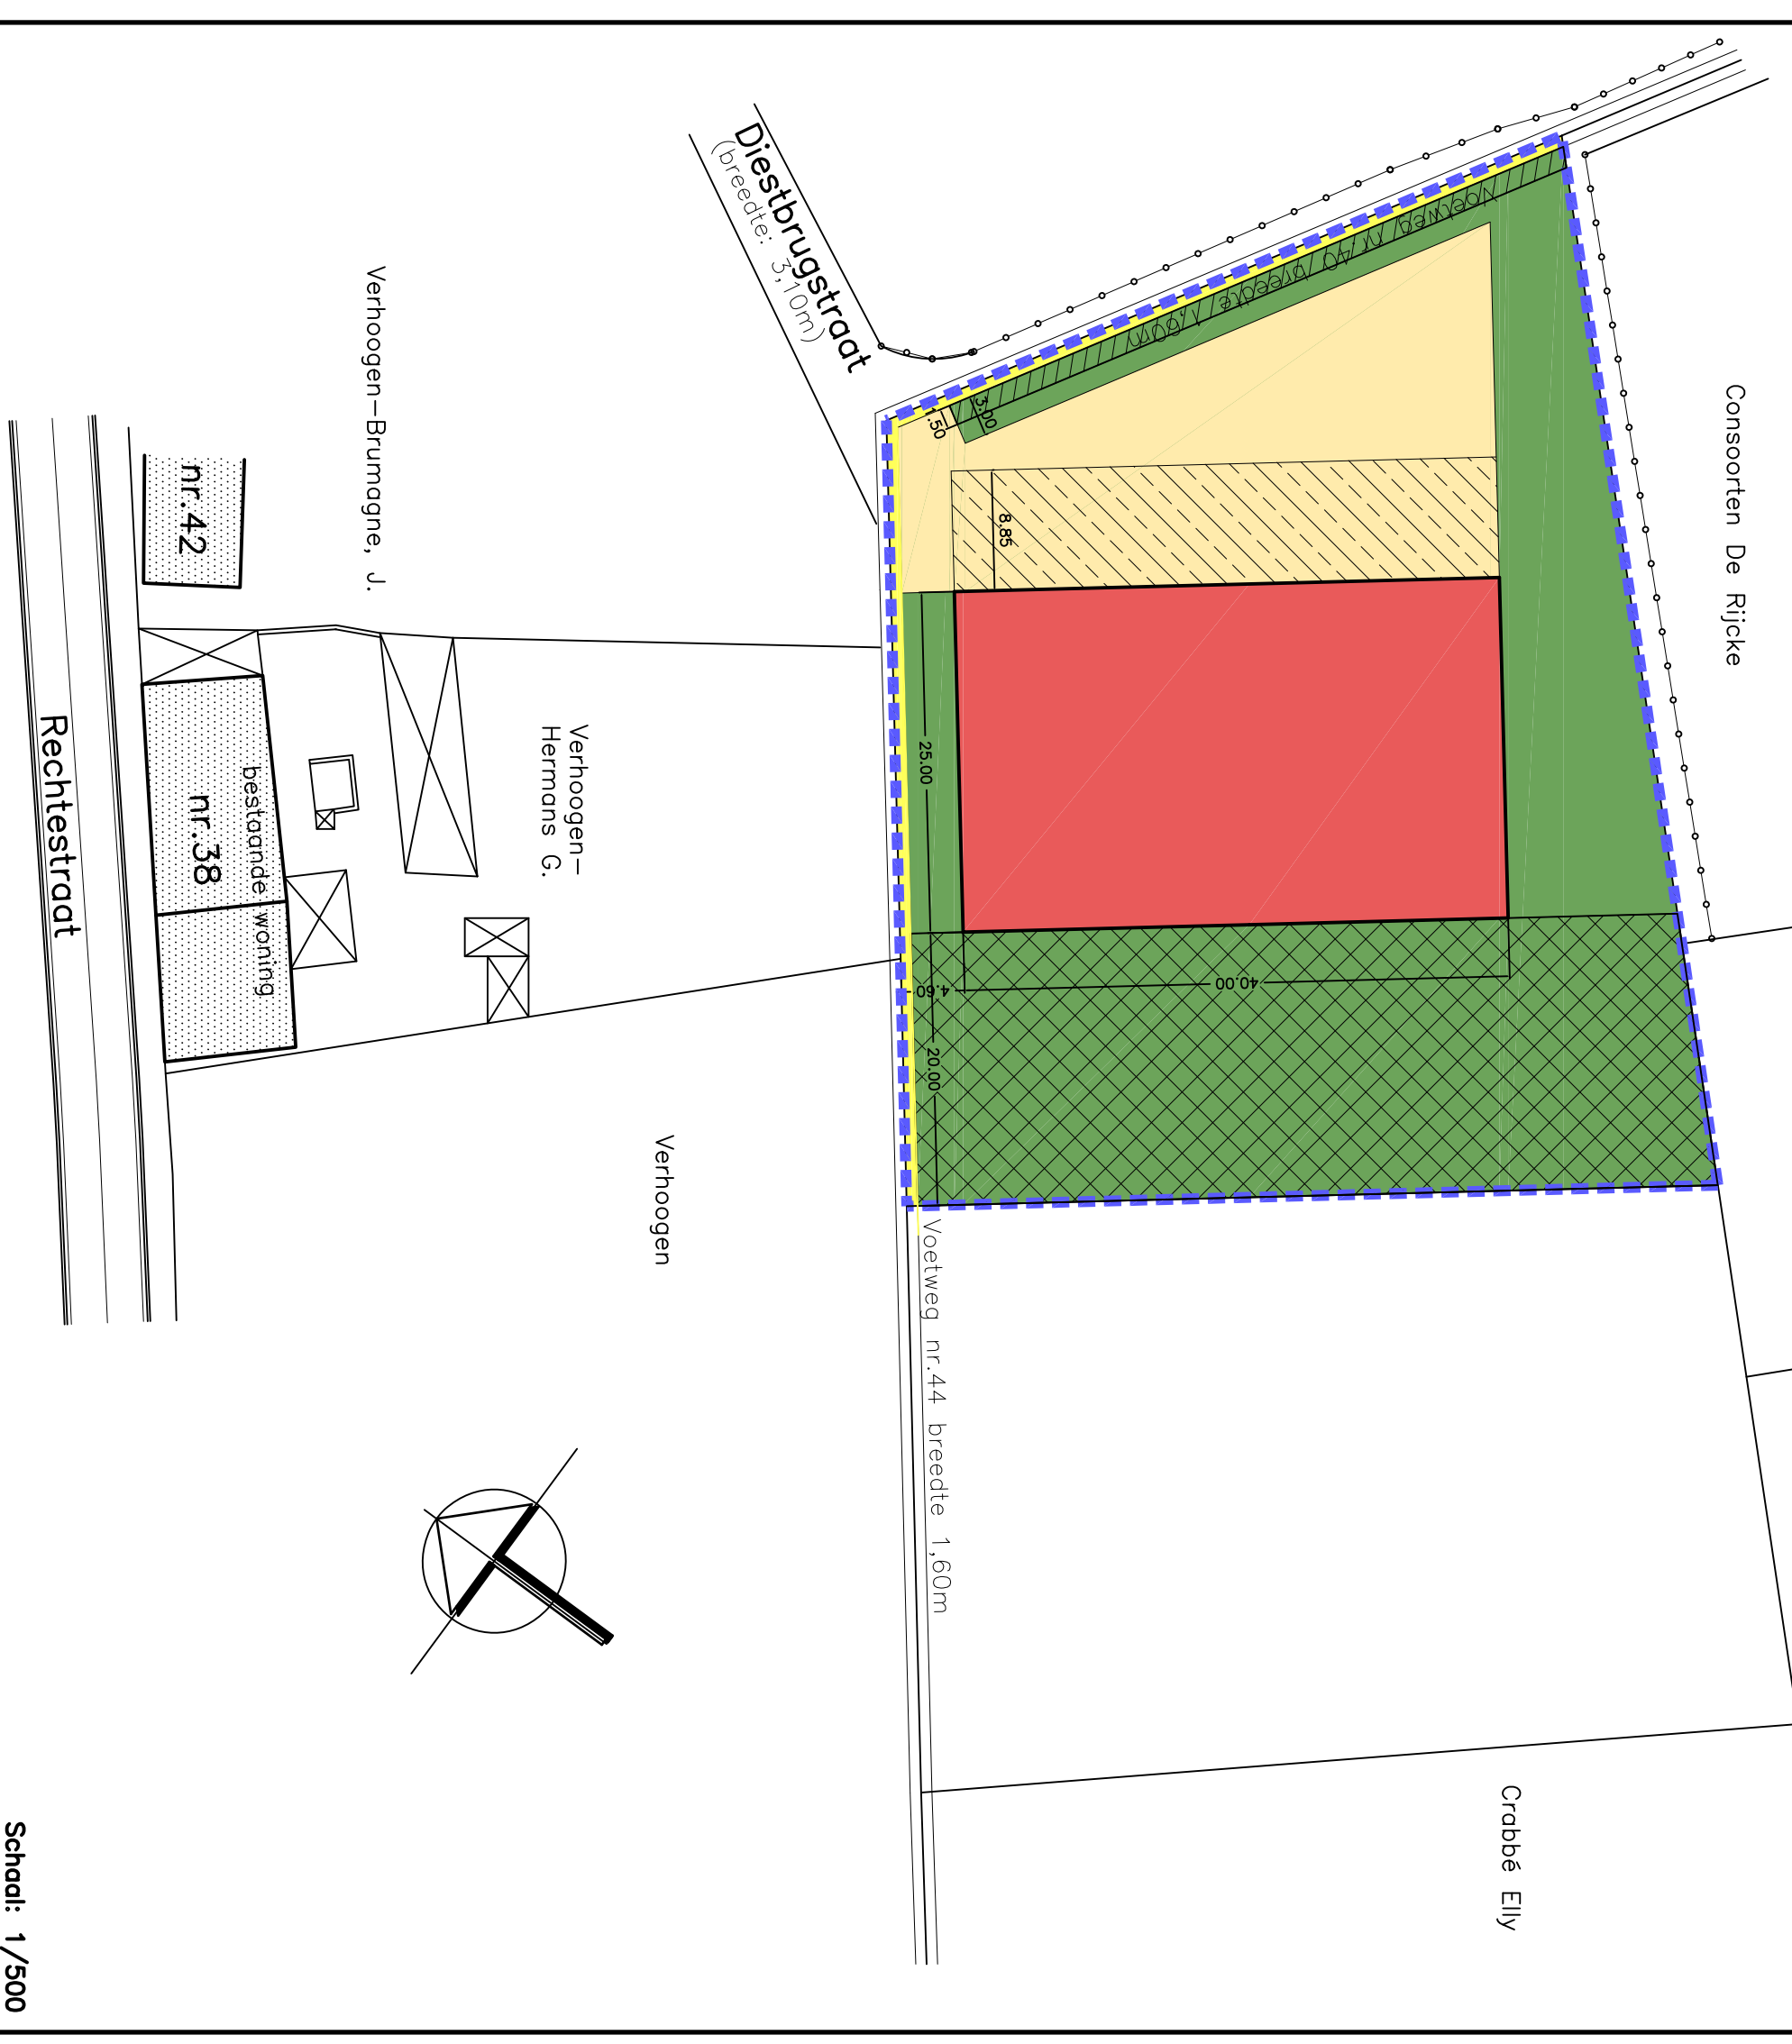 Diestbrugstraat
(breedte: 3,10m)
Voetweg nr.40 breedte 1,60m
Consoorten De Rijcke
Verhoogen-Brumagne, J.
nr.42
3.00
1.50
8.85
25.00
40.00
4.60
20.00
Verhoogen-
Hermans G.
bestaande woning
nr.38
Rechtestraat
Verhoogen
Voetweg nr.44 breedte 1,60m
Crabbé Elly
Schaal: 1/500